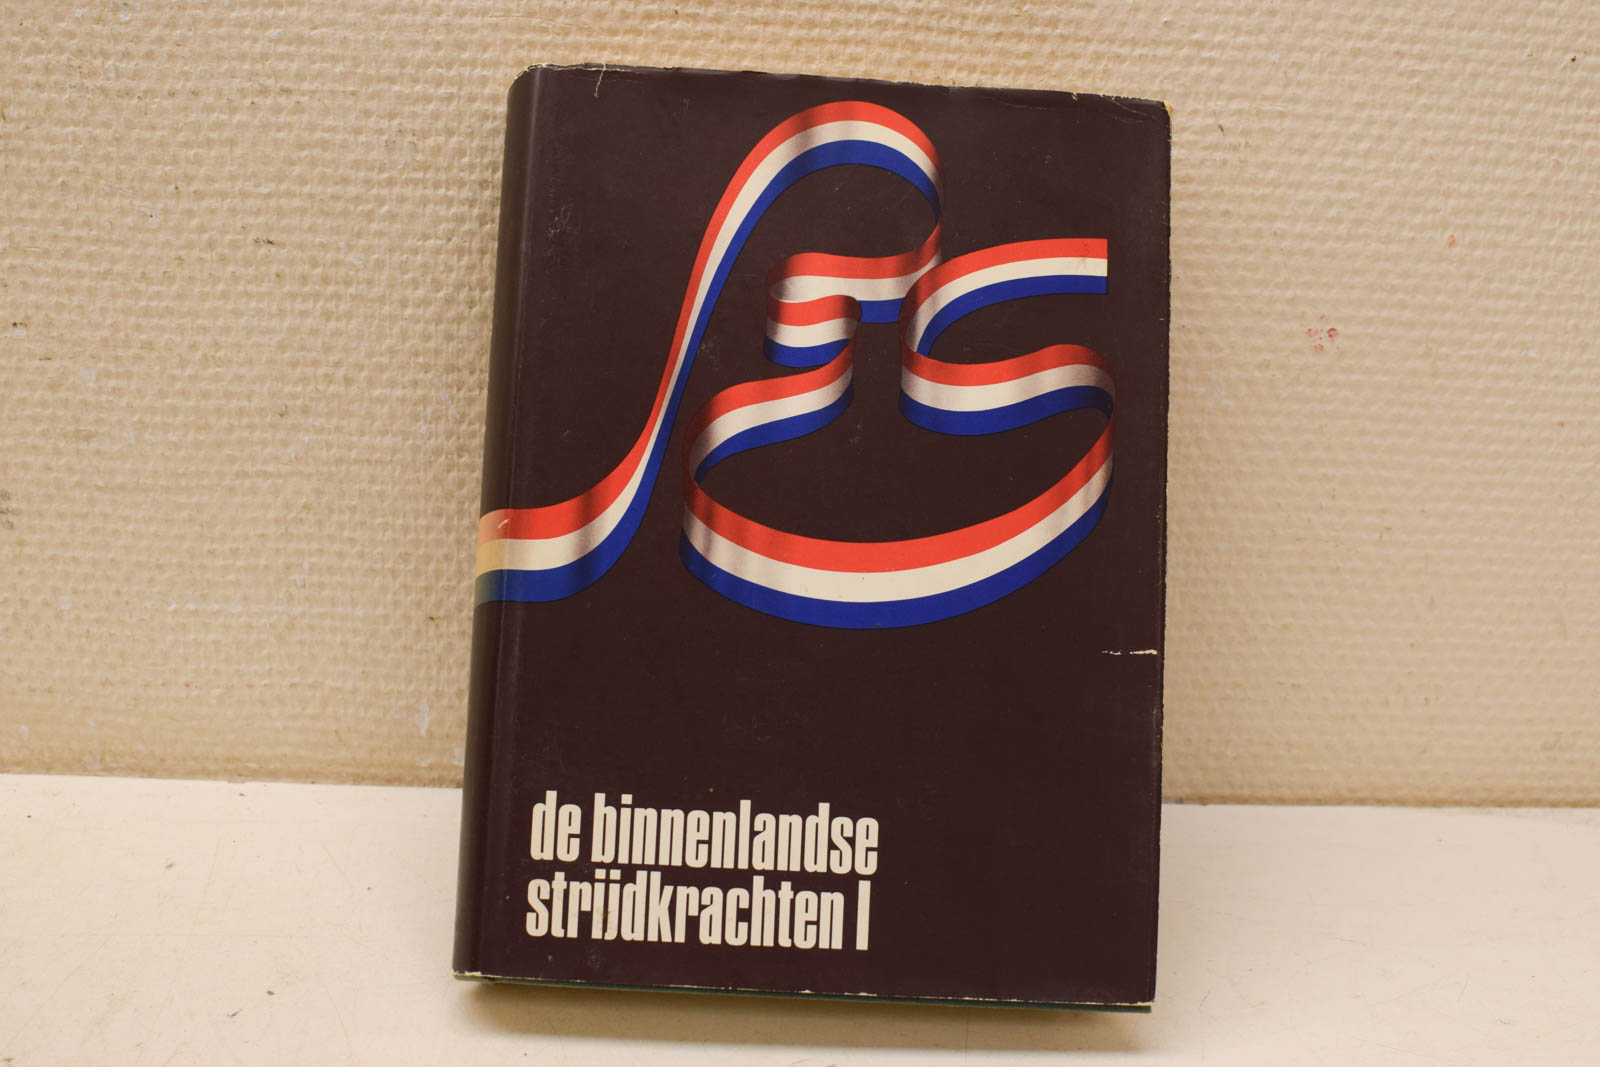 de binnenlandse
strijdkrachten I